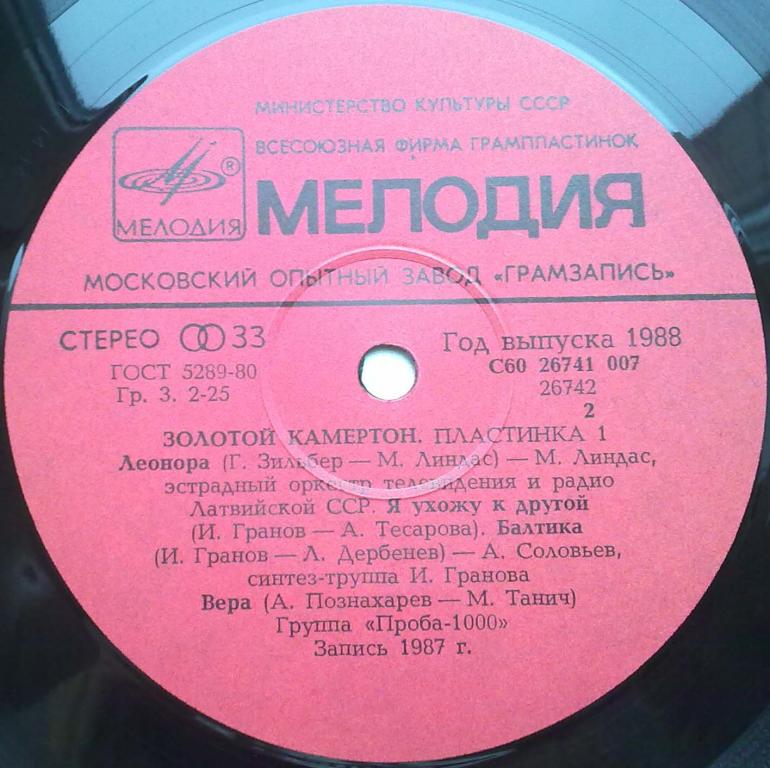 МИНИСТЕРСТВО КУЛЬТУРЫ СССР
ВСЕСОЮЗНАЯ ФИРМА ГРАМПЛАСТИНОК
® МЕЛОДИЯ
МЕЛОДИЯ
МОСКОВСКИЙ ОПЫТНЫЙ ЗАВОД «ГРАМЗАПИСЬ»
СТЕРЕО 33
ГОСТ 5289-80
Гр. 3. 2-25
Год выпуска 1988
С60 26741 007
26742
2
ЗОЛОТОЙ КАМЕРТОН. ПЛАСТИНКА 1
Леонора (Г. Зильбер — М. Линдас) — М. Линдас,
эстрадный оркестр телевидения и радио
Латвийской ССР. Я ухожу к другой
(И. Гранов — А. Тесарова). Балтика
(И. Гранов — Л. Дербенев) — А. Соловьев,
синтез-труппа И. Гранова
Вера (А. Познахарев — М. Танич)
Группа «Проба-1000»
Запись 1987 г.